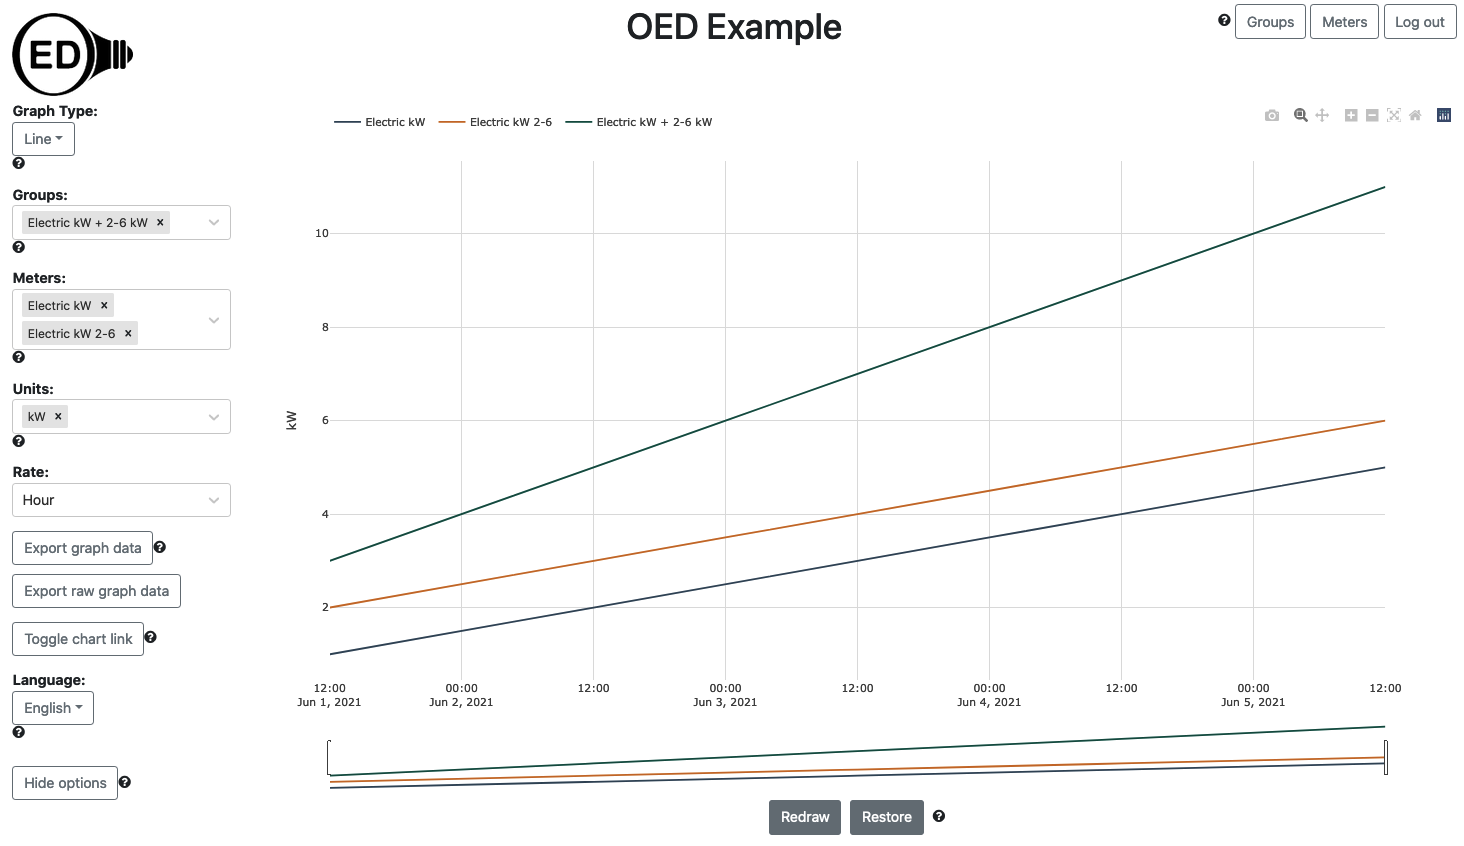 ED
OED Example
Groups
Meters
Log out
Graph Type:
Line
Groups:
Electric kW + 2-6 kW ×
Meters:
Electric kW ×
Electric kW 2-6 ×
Units:
kW ×
Rate:
Hour
Export graph data
Export raw graph data
Toggle chart link
Language:
English
Hide options
Electric kW
Electric kW 2-6
Electric kW + 2-6 kW
kW
10
8
6
4
2
12:00
Jun 1, 2021
00:00
Jun 2, 2021
12:00
00:00
Jun 3, 2021
12:00
00:00
Jun 4, 2021
12:00
00:00
Jun 5, 2021
12:00
Redraw
Restore